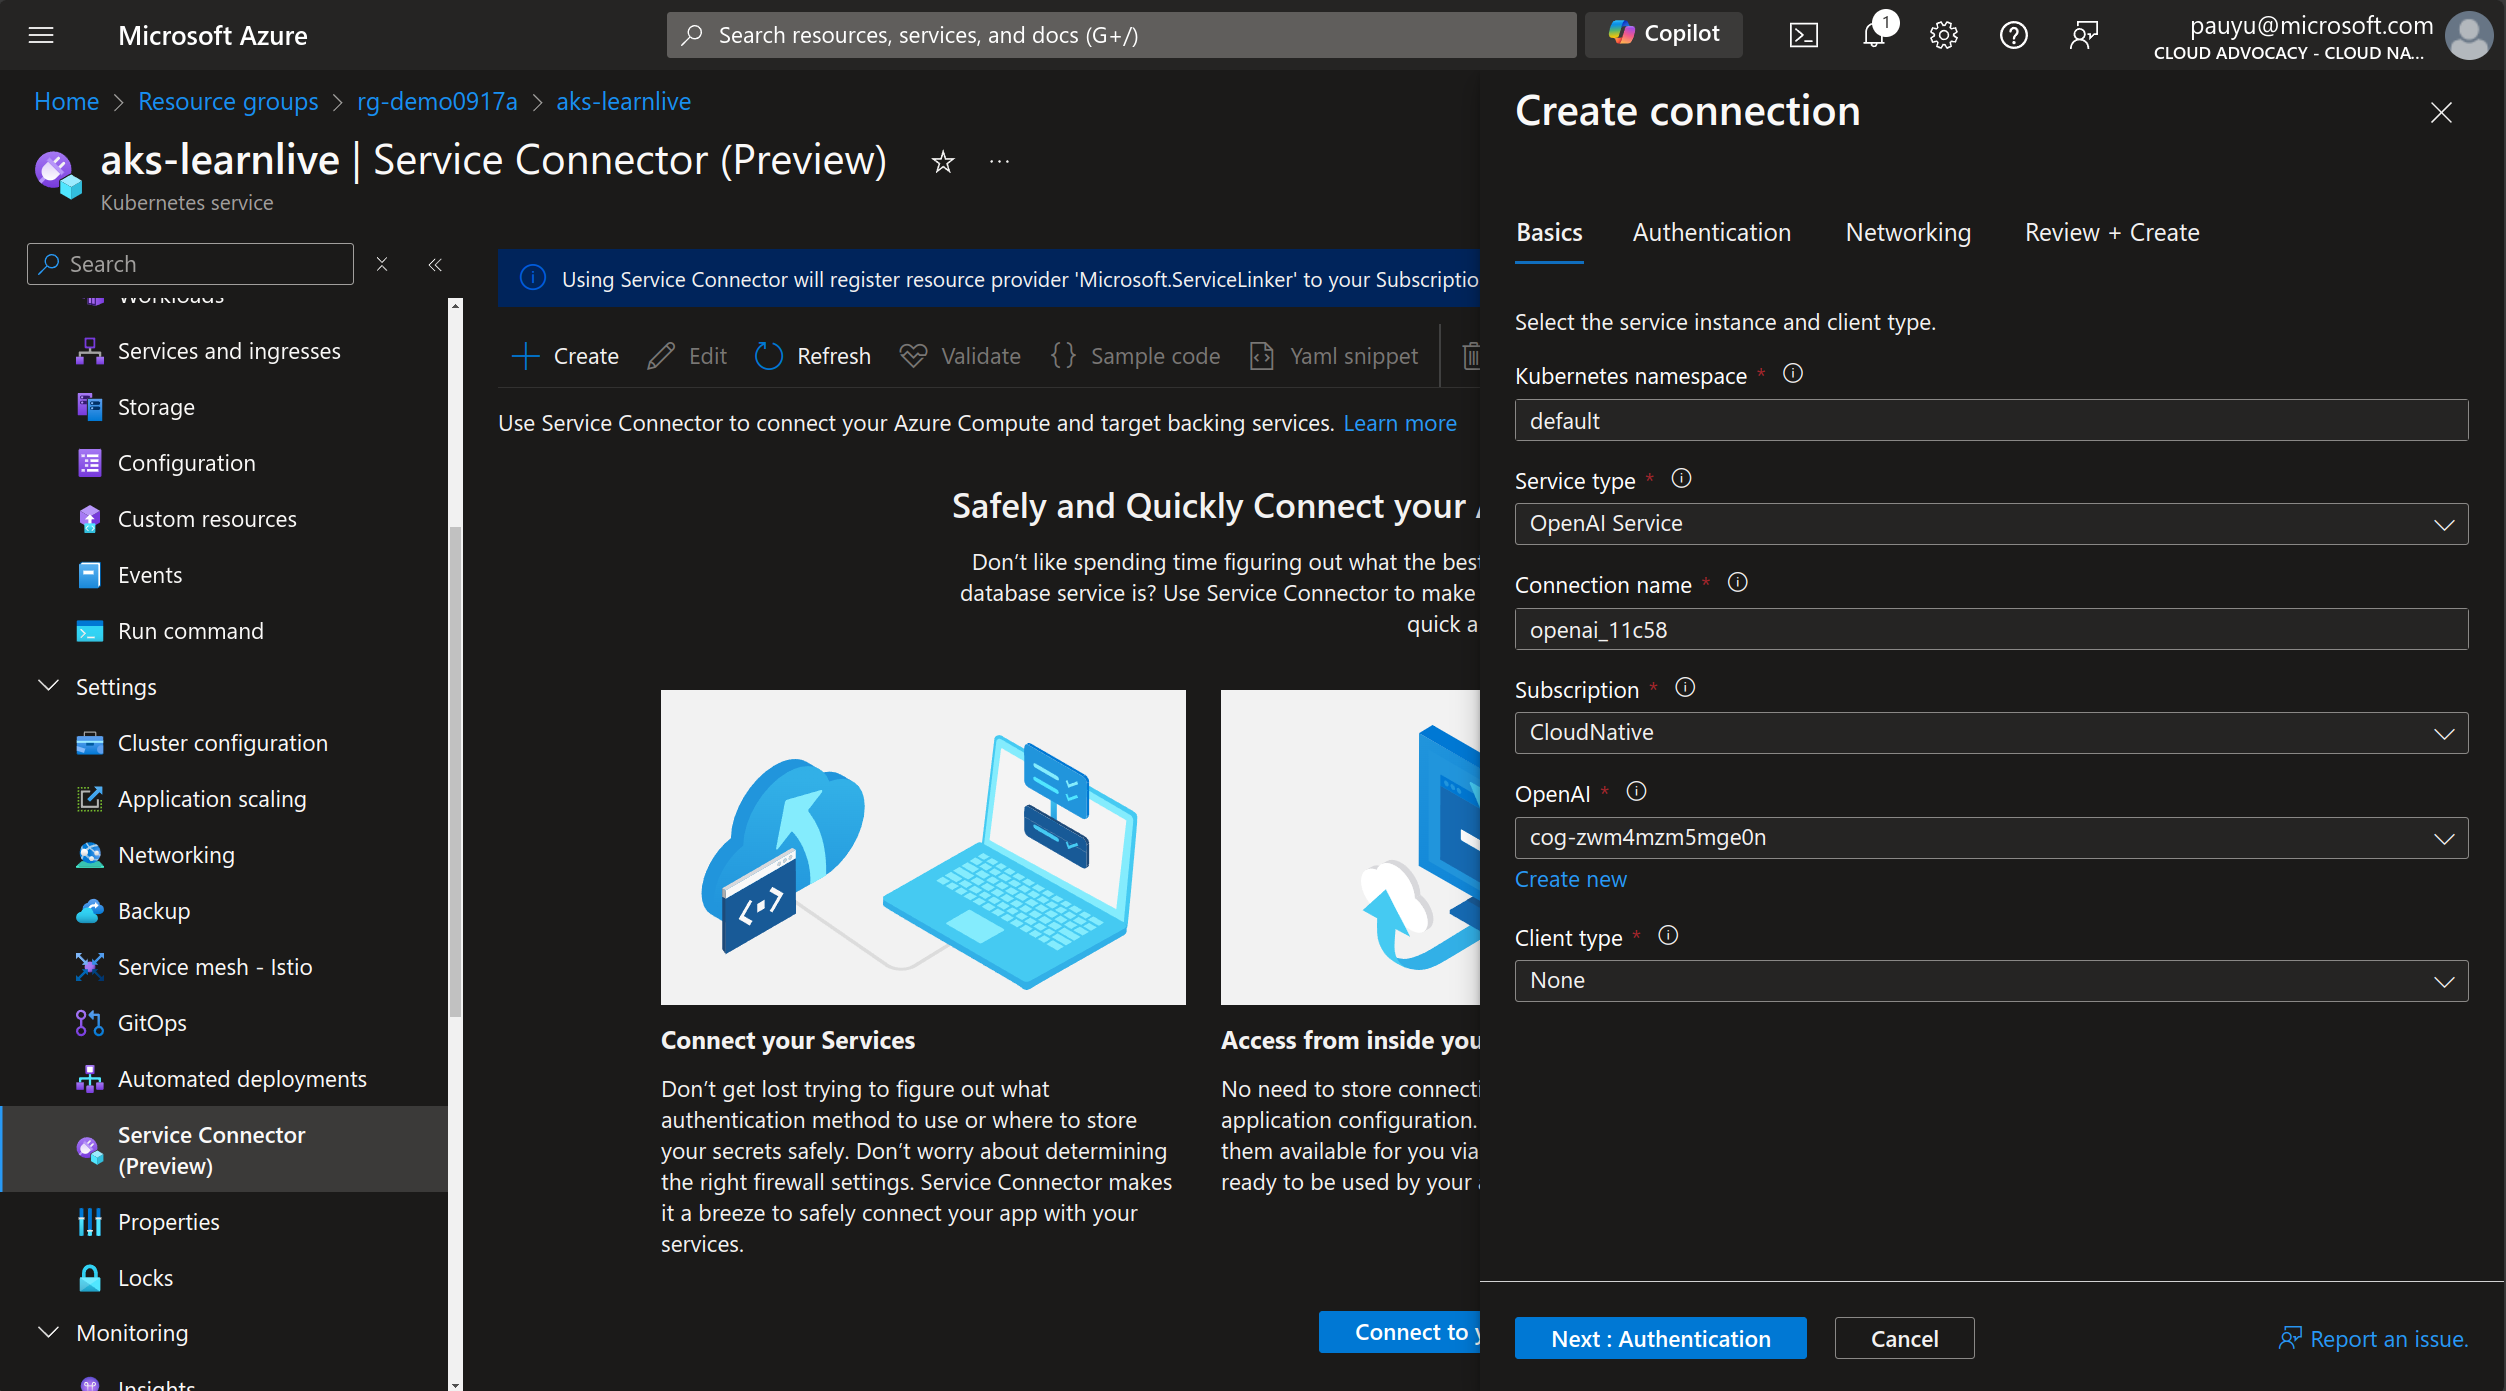 Microsoft Azure
Search resources, services, and docs (G+/)
Copilot
1
pauyu@microsoft.com
CLOUD ADVOCACY - CLOUD NA...
Home > Resource groups > rg-demo0917a > aks-learnlive
aks-learnlive | Service Connector (Preview)
Kubernetes service
Search
Workloads
Services and ingresses
Storage
Configuration
Custom resources
Events
Run command
Settings
Cluster configuration
Application scaling
Networking
Backup
Service mesh - Istio
GitOps
Automated deployments
Service Connector
(Preview)
Properties
Locks
Monitoring
Insights
Using Service Connector will register resource provider 'Microsoft.ServiceLinker' to your Subscriptio
Create
Edit
Refresh
Validate
Sample code
Yaml snippet
Use Service Connector to connect your Azure Compute and target backing services. Learn more
Safely and Quickly Connect your
Don't like spending time figuring out what the best
database service is? Use Service Connector to make
quick a
Connect your Services
Don't get lost trying to figure out what
authentication method to use or where to store
your secrets safely. Don't worry about determining
the right firewall settings. Service Connector makes
it a breeze to safely connect your app with your
services.
Access from inside you
No need to store connecti
application configuration.
them available for you via
ready to be used by your
Connect to y
Create connection
Basics
Authentication
Networking
Review + Create
Select the service instance and client type.
Kubernetes namespace *
default
Service type *
OpenAI Service
Connection name *
openai_11c58
Subscription *
CloudNative
OpenAI *
cog-zwm4mzm5mge0n
Create new
Client type *
None
Next : Authentication
Cancel
Report an issue.